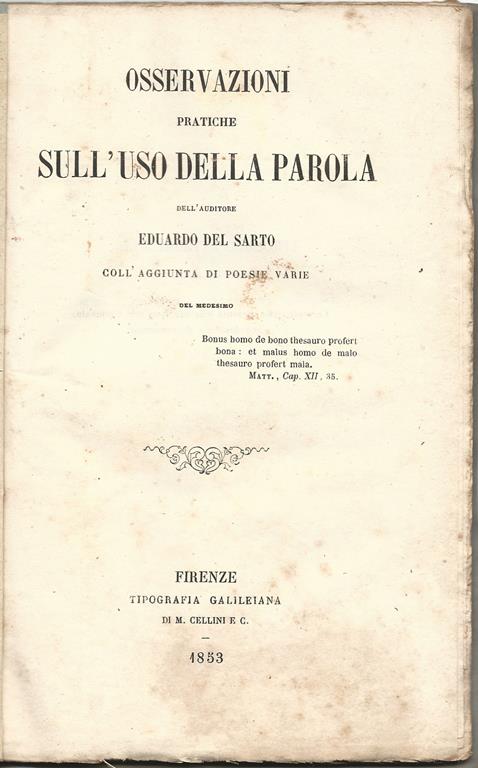 OSSERVAZIONI
PRATICHE
SULL'USO DELLA PAROLA
DELL'AUDITORE
EDUARDO DEL SARTO
COLL'AGGIUNTA DI POESIE VARIE
DEL MEDESIMO
Bonus homo de bono thesauro profert
bona : et malus homo de malo
thesauro profert mala.
MATT., Cap. XII, 35.
FIRENZE
TIPOGRAFIA GALILEIANA
DI M. CELLINI E C.
—
1853